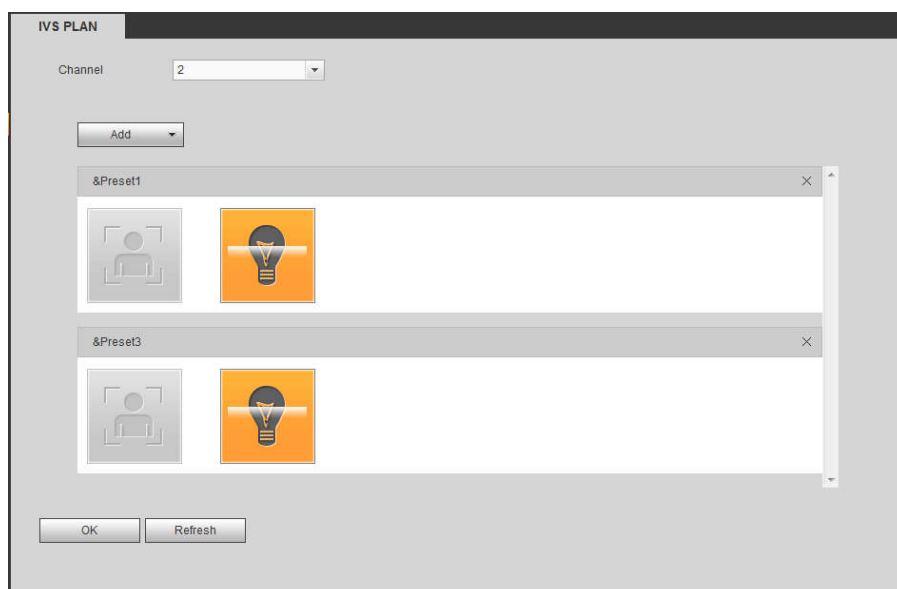 IVS PLAN
Channel 2
Add
&Preset1
&Preset3
OK Refresh